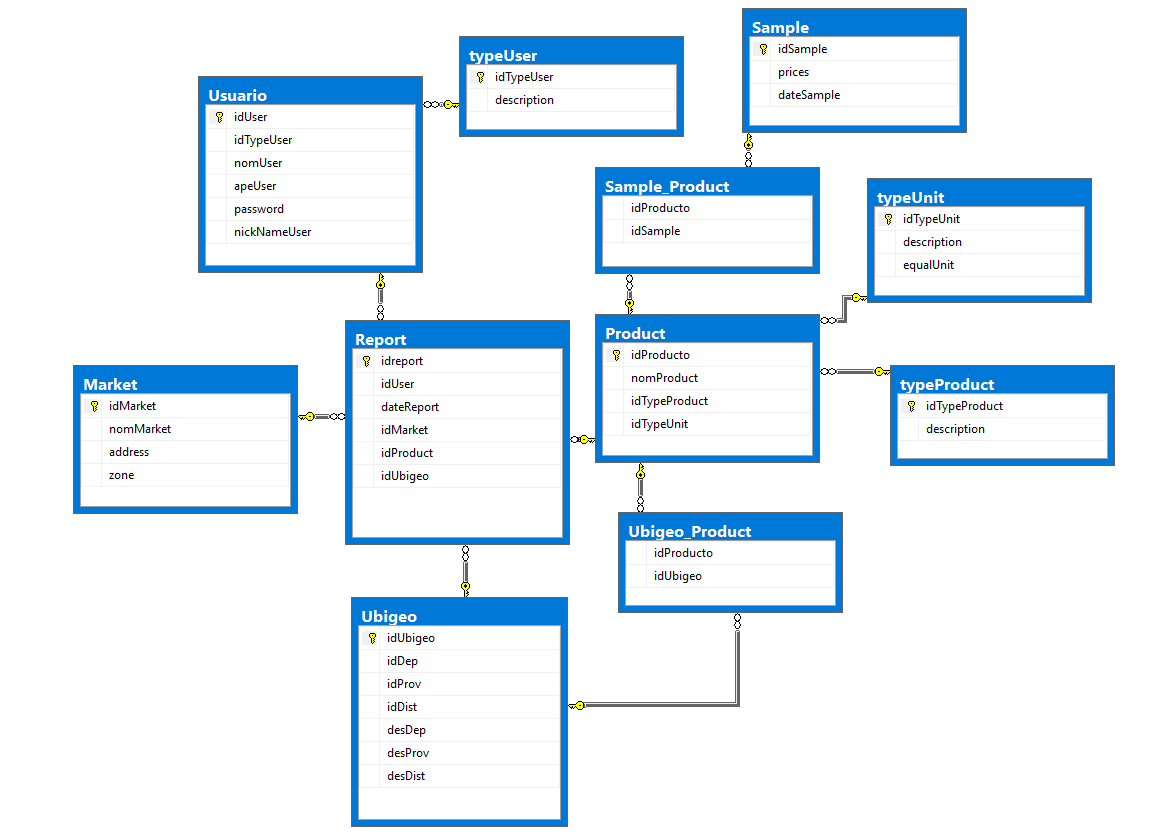 Sample
idSample
prices
dateSample
typeUser
idTypeUser
description
Usuario
idUser
idTypeUser
nomUser
apeUser
password
nickNameUser
Sample_Product
idProducto
idSample
typeUnit
idTypeUnit
description
equalUnit
Product
idProducto
nomProduct
idTypeProduct
idTypeUnit
Report
idreport
idUser
dateReport
idMarket
idProduct
idUbigeo
Market
idMarket
nomMarket
address
zone
typeProduct
idTypeProduct
description
Ubigeo_Product
idProducto
idUbigeo
Ubigeo
idUbigeo
idDep
idProv
idDist
desDep
desProv
desDist